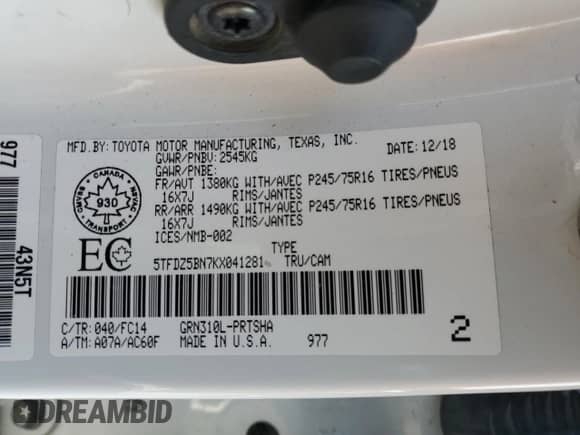 MFD.BY: TOYOTA MOTOR MANUFACTURING, TEXAS, INC.
GVWR/PNBV: 2545KG DATE: 12/18
GAWR/PNBE:
FR/AUT 1380KG WITH/AVEC P245/75R16 TIRES/PNEUS
16X7J RIMS/JANTES
RR/ARR 1490KG WITH/AVEC P245/75R16 TIRES/PNEUS
16X7J RIMS/JANTES
ICES/NMB-002
TYPE
5TFDZ5BN7KX041281 TRU/CAM
CANADA
930
TRANSPORT
EC
C/TR: 040/FC14 GRN310L-PRTSHA
A/TM: A07A/AC60F MADE IN U.S.A. 977
2
977
43N5T
DREAMBID